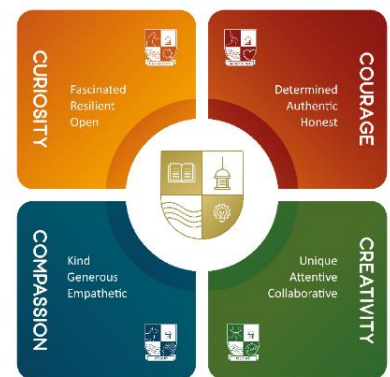 CURIOSITY
Fascinated
Resilient
Open
COURAGE
Determined
Authentic
Honest
COMPASSION
Kind
Generous
Empathetic
CREATIVITY
Unique
Attentive
Collaborative